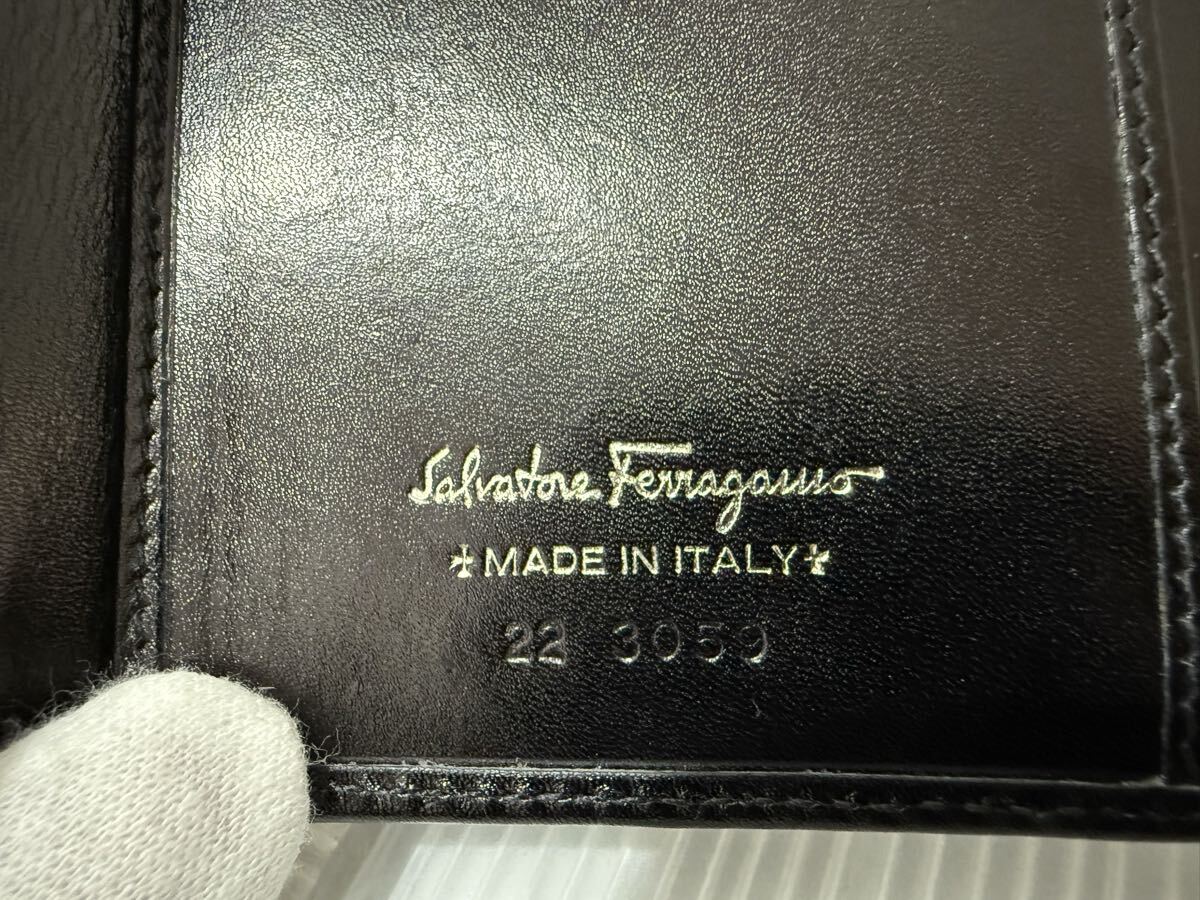 Salvatore Ferragamo
✠MADE IN ITALY✠
22 3059